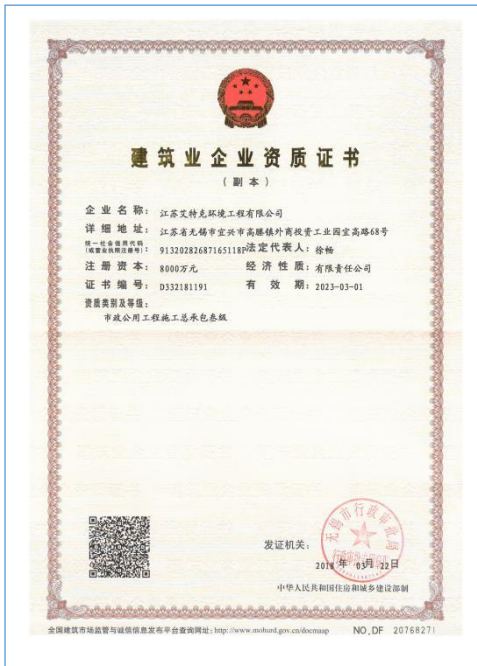 建筑业企业资质证书
（副本）
企业名称：江苏艾特克环境工程有限公司
详细地址：江苏省无锡市宜兴市高塍镇外商投资工业园宜高路68号
统一社会信用代码
（或营业执照注册号）：91320282687165118P 法定代表人：徐畅
注册资本：8000万元 经济性质：有限责任公司
证书编号：D332181191 有效期：2023-03-01
资质类别及等级：
市政公用工程施工总承包叁级
无锡市行政审批局
发证机关：
2018年03月22日
中华人民共和国住房和城乡建设部制
全国建筑市场监管与诚信信息发布平台查询网址：http://www.mohurd.gov.cn/docmaap
NO.DF 20768271